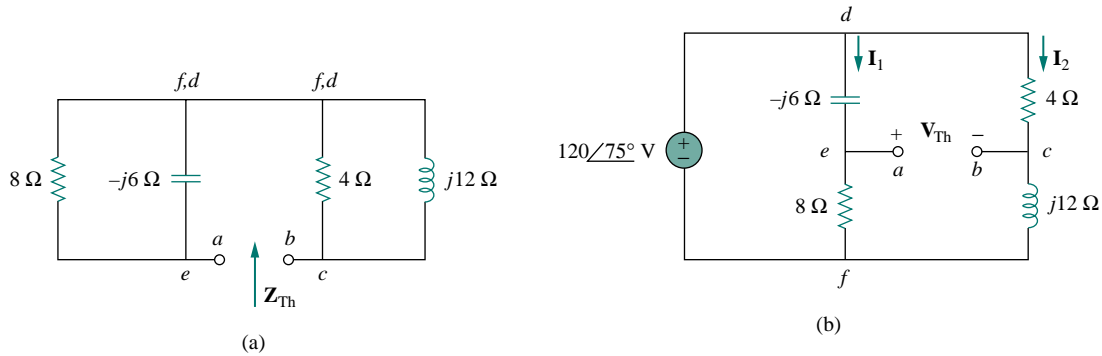 f,d f,d
8 Ω
–j6 Ω
4 Ω
j12 Ω
a
b
e
c
Z_Th
(a)
d
I_1
I_2
–j6 Ω
4 Ω
+ V_Th –
120/75° V
+
–
e
a
b
c
8 Ω
j12 Ω
f
(b)